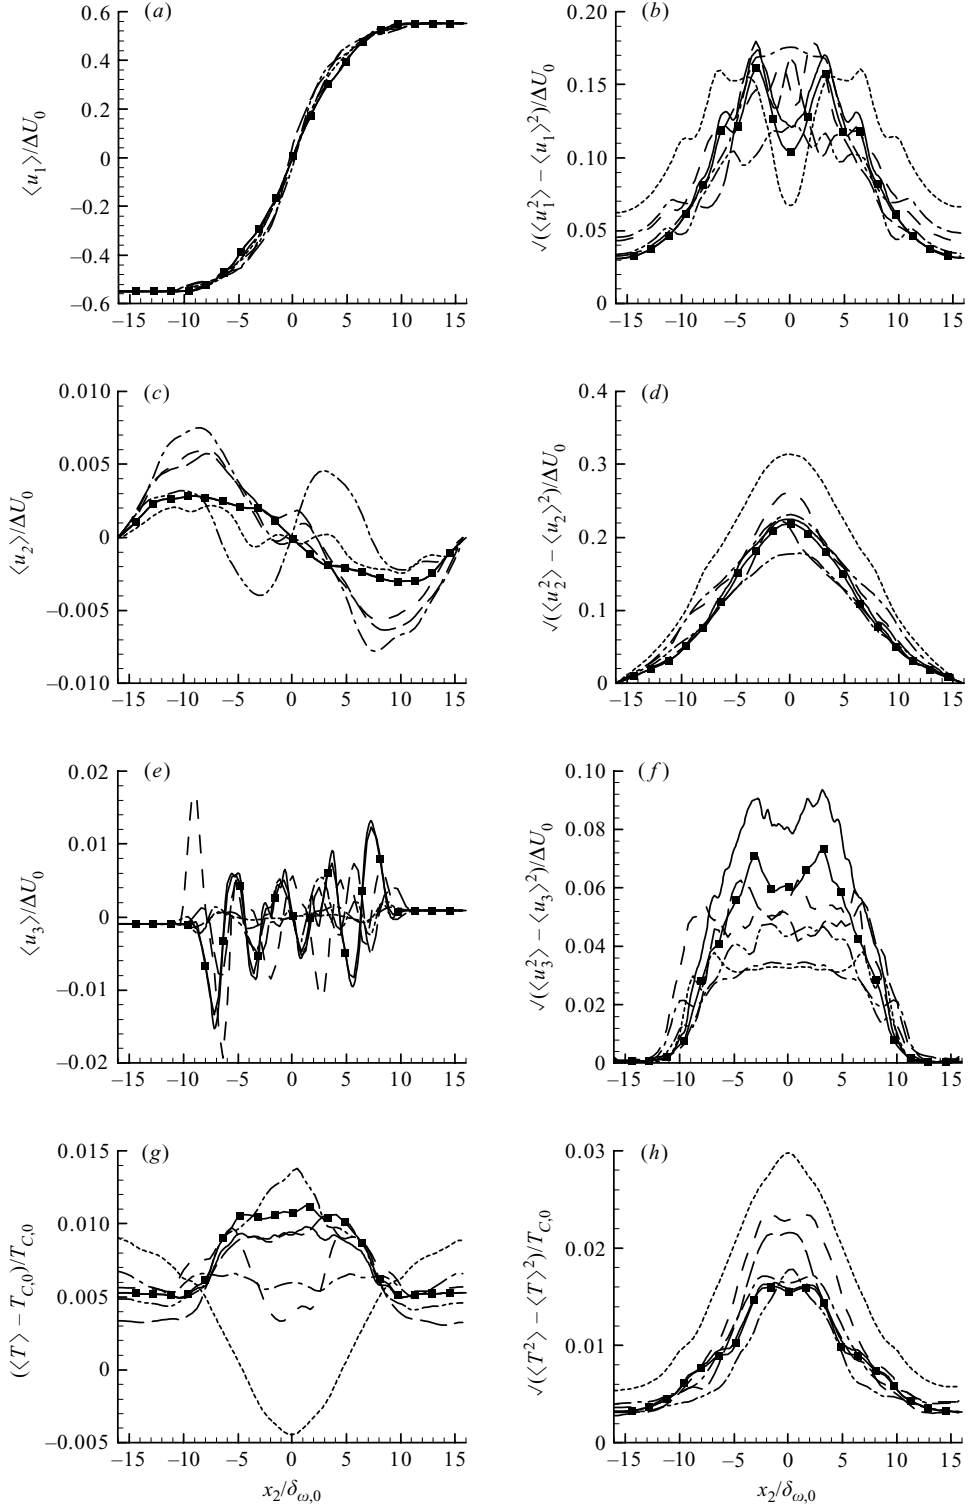 (a)
0.6
0.4
0.2
0
–0.2
–0.4
–0.6
⟨u₁⟩/ΔU₀
–15 –10 –5 0 5 10 15
(b)
0.20
0.15
0.10
0.05
0
√(⟨u₁²⟩ – ⟨u₁⟩²)/ΔU₀
–15 –10 –5 0 5 10 15
(c)
0.010
0.005
0
–0.005
–0.010
⟨u₂⟩/ΔU₀
–15 –10 –5 0 5 10 15
(d)
0.4
0.3
0.2
0.1
0
√(⟨u₂²⟩ – ⟨u₂⟩²)/ΔU₀
–15 –10 –5 0 5 10 15
(e)
0.02
0.01
0
–0.01
–0.02
⟨u₃⟩/ΔU₀
–15 –10 –5 0 5 10 15
(f)
0.10
0.08
0.06
0.04
0.02
0
√(⟨u₃²⟩ – ⟨u₃⟩²)/ΔU₀
–15 –10 –5 0 5 10 15
(g)
0.015
0.010
0.005
0
–0.005
(⟨T⟩ – T_C,0)/T_C,0
–15 –10 –5 0 5 10 15
x₂/δ_ω,0
(h)
0.03
0.02
0.01
0
√(⟨T²⟩ – ⟨T⟩²)/T_C,0
–15 –10 –5 0 5 10 15
x₂/δ_ω,0